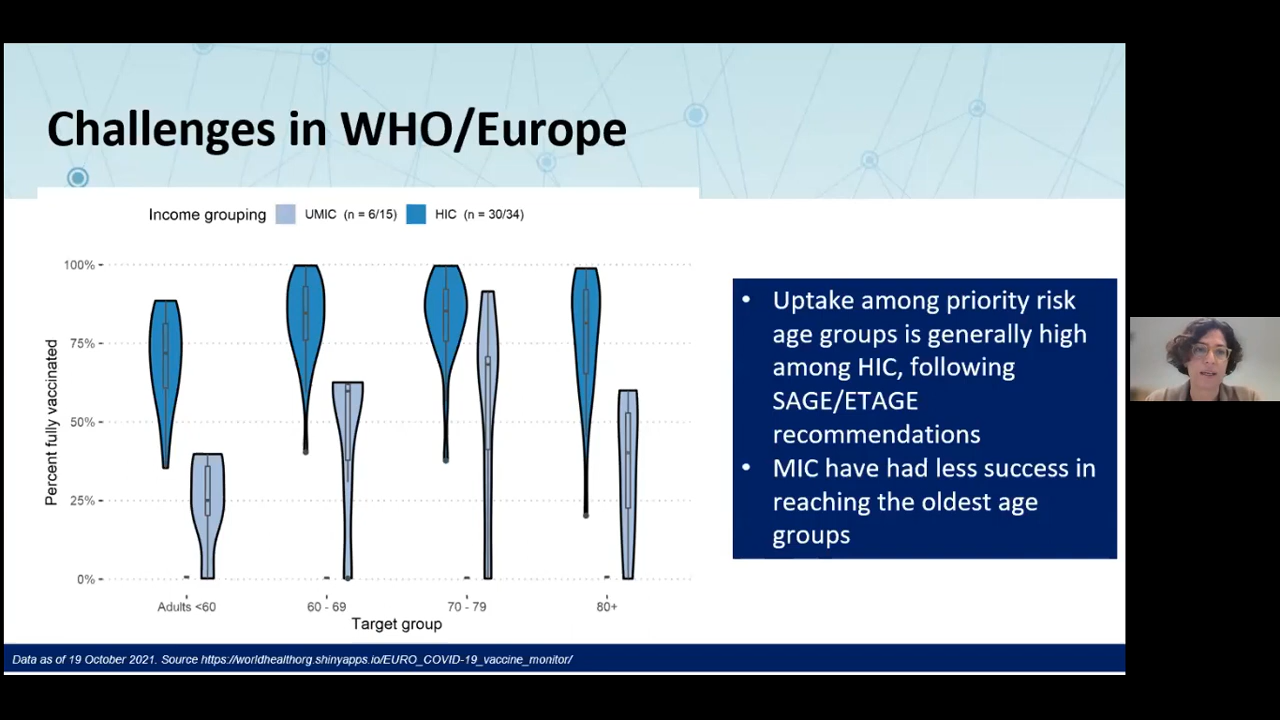 Challenges in WHO/Europe
Income grouping UMIC (n = 6/15) HIC (n = 30/34)
100%
75%
50%
25%
0%
Percent fully vaccinated
Adults <60 60 - 69 70 - 79 80+
Target group
• Uptake among priority risk
age groups is generally high
among HIC, following
SAGE/ETAGE
recommendations
• MIC have had less success in
reaching the oldest age
groups
Data as of 19 October 2021. Source https://worldhealthorg.shinyapps.io/EURO_COVID-19_vaccine_monitor/